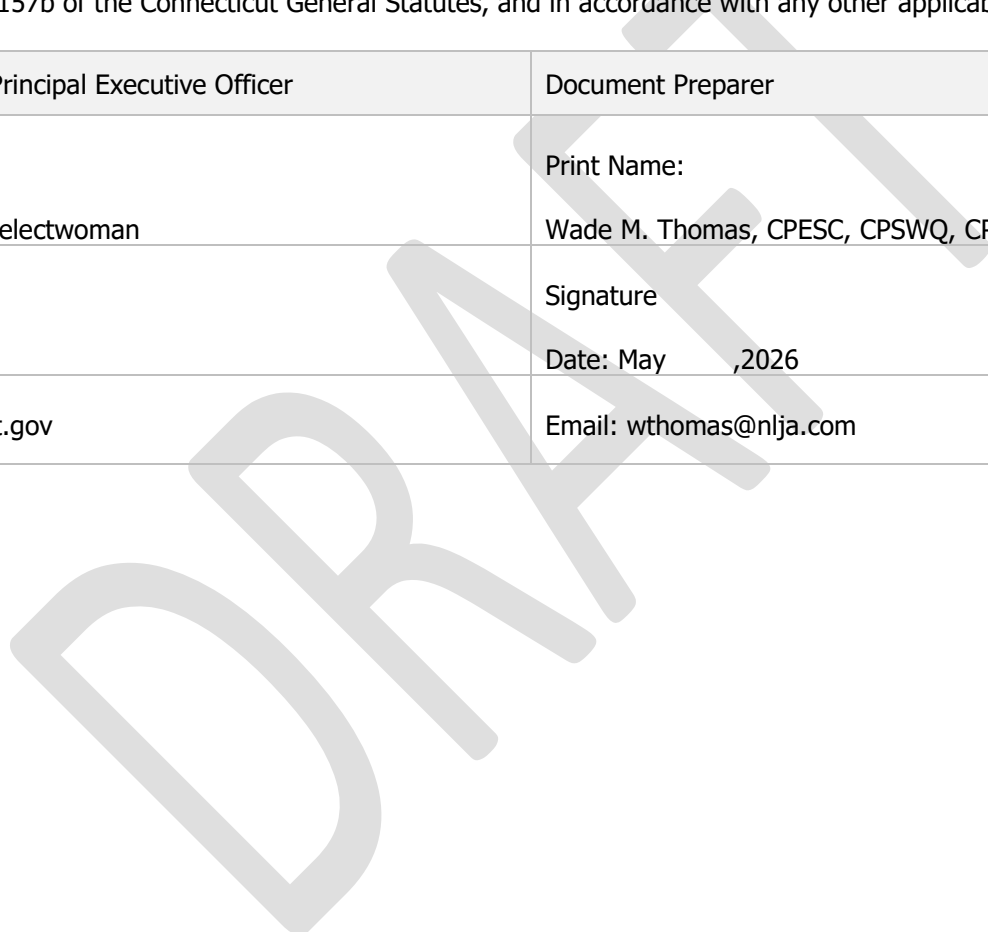 157b of the Connecticut General Statutes, and in accordance with any other applicab
Principal Executive Officer
Document Preparer
Print Name:
electwoman
Wade M. Thomas, CPESC, CPSWQ, CP
Signature
Date: May ,2026
.gov
Email: wthomas@nlja.com
DRAFT